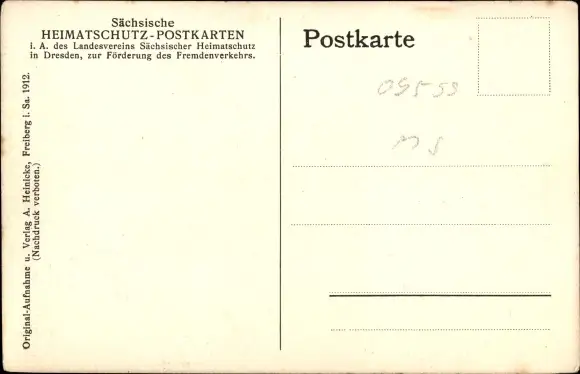 Sächsische
HEIMATSCHUTZ-POSTKARTEN
i. A. des Landesvereins Sächsischer Heimatschutz
in Dresden, zur Förderung des Fremdenverkehrs.
Original-Aufnahme u. Verlag A. Heinicke, Freiberg i. Sa. 1912.
(Nachdruck verboten.)
Postkarte
09559